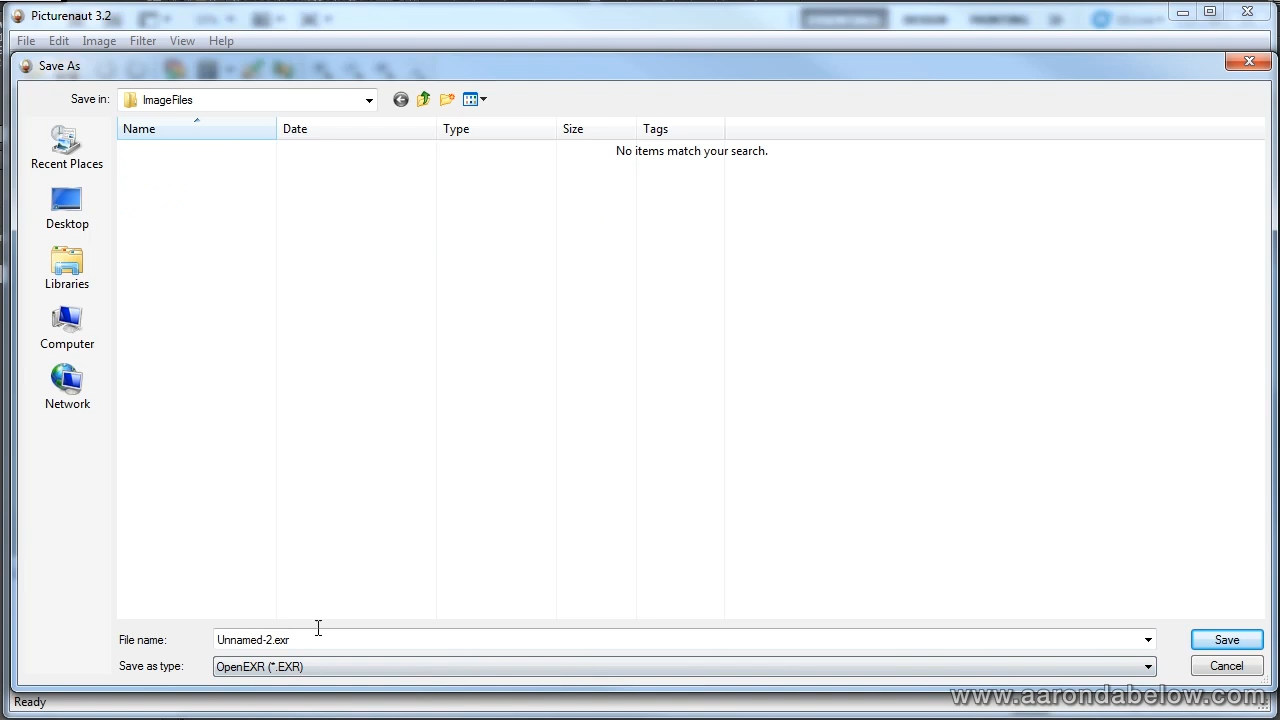 Picturenaut 3.2
File Edit Image Filter View Help
Save As
Save in: ImageFiles
Name Date Type Size Tags
No items match your search.
Recent Places
Desktop
Libraries
Computer
Network
File name: Unnamed-2.exr Save
Save as type: OpenEXR (*.EXR) Cancel
www.aarondabelow.com
Ready